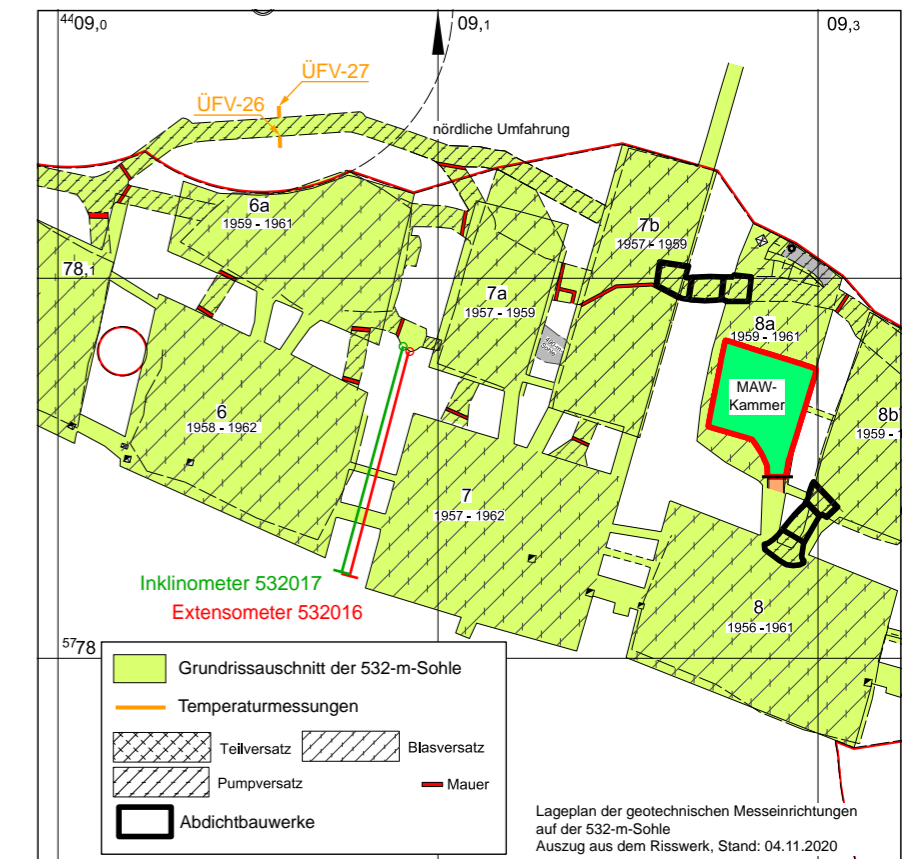 4409,0
09,1
09,3
ÜFV-27
ÜFV-26
nördliche Umfahrung
6a
1959 - 1961
7b
1957 - 1959
78,1
7a
1957 - 1959
8a
1959 - 1961
MAW-
Kammer
6
1958 - 1962
8b
1959 -
7
1957 - 1962
Inklinometer 532017
Extensometer 532016
8
1956 - 1961
5778
Grundrissauschnitt der 532-m-Sohle
Temperaturmessungen
Teilversatz
Blasversatz
Pumpversatz
Mauer
Abdichtbauwerke
Lageplan der geotechnischen Messeinrichtungen
auf der 532-m-Sohle
Auszug aus dem Risswerk, Stand: 04.11.2020